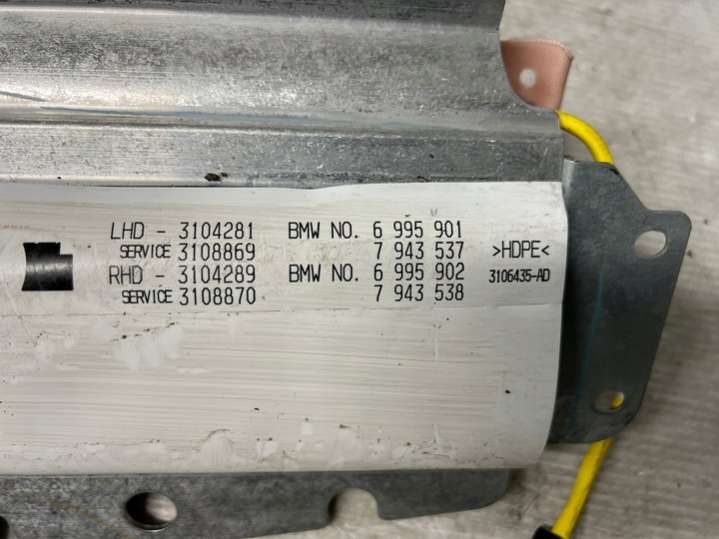 LHD - 3104281 BMW NO. 6 995 901
SERVICE 3108869 7 943 537 >HDPE<
RHD - 3104289 BMW NO. 6 995 902 3106435-AD
SERVICE 3108870 7 943 538